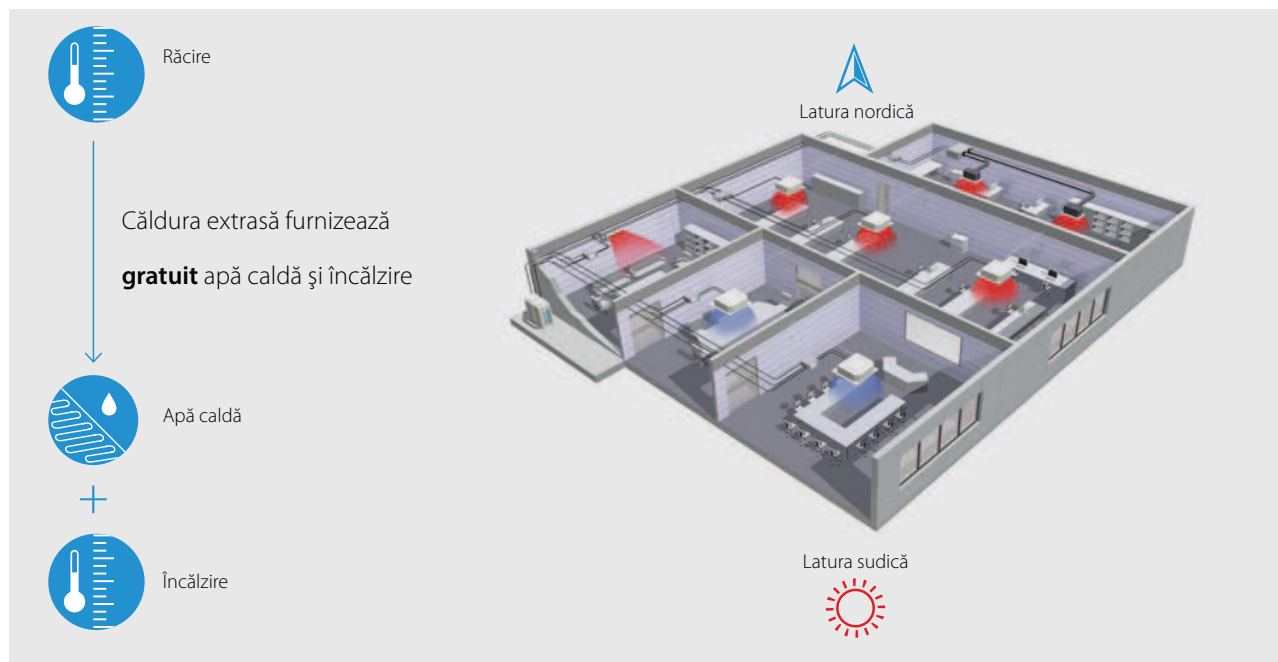 Răcire
Căldura extrasă furnizează
gratuit apă caldă şi încălzire
Apă caldă
+
Încălzire
Latura nordică
Latura sudică